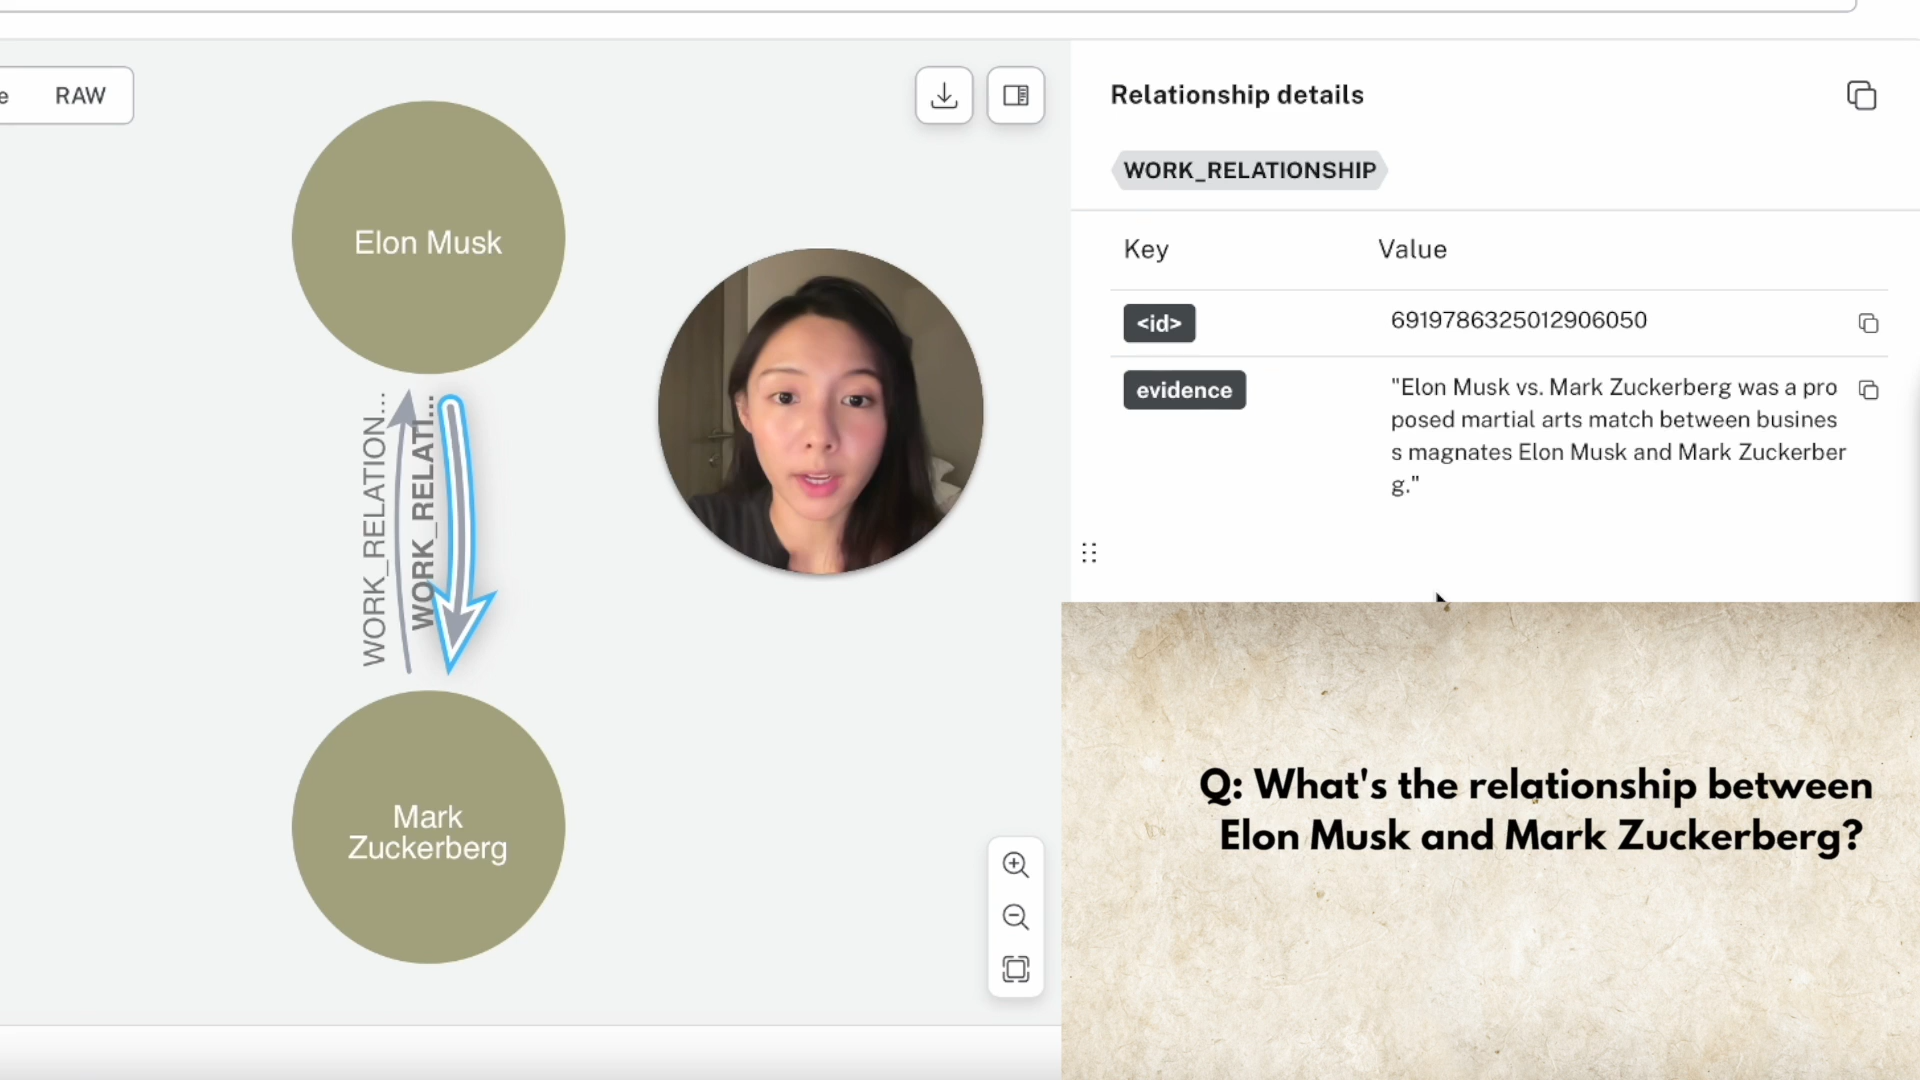 e RAW
Elon Musk
WORK_RELATION...
WORK_RELATI...
Mark
Zuckerberg
Relationship details
WORK_RELATIONSHIP
Key Value
<id> 6919786325012906050
evidence "Elon Musk vs. Mark Zuckerberg was a pro
posed martial arts match between busines
s magnates Elon Musk and Mark Zuckerber
g."
Q: What's the relationship between
Elon Musk and Mark Zuckerberg?